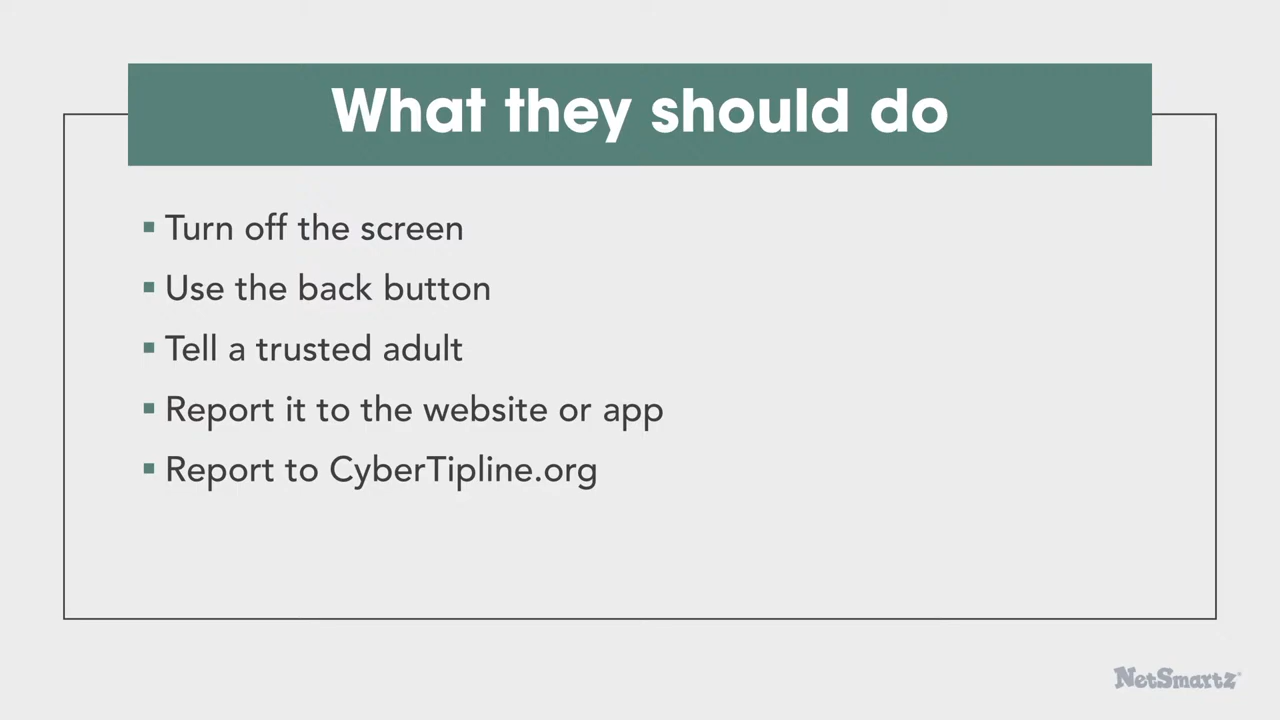 What they should do
Turn off the screen
Use the back button
Tell a trusted adult
Report it to the website or app
Report to CyberTipline.org
NetSmartz®